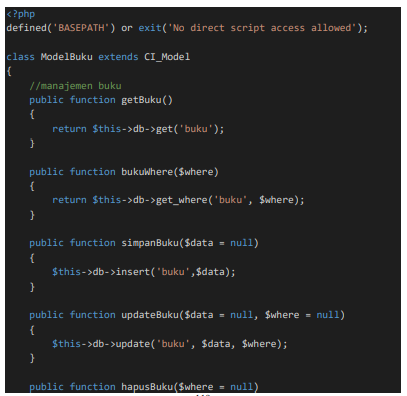 <?php
defined('BASEPATH') or exit('No direct script access allowed');
class ModelBuku extends CI_Model
{
//manajemen buku
public function getBuku()
{
return $this->db->get('buku');
}
public function bukuWhere($where)
{
return $this->db->get_where('buku', $where);
}
public function simpanBuku($data = null)
{
$this->db->insert('buku',$data);
}
public function updateBuku($data = null, $where = null)
{
$this->db->update('buku', $data, $where);
}
public function hapusBuku($where = null)